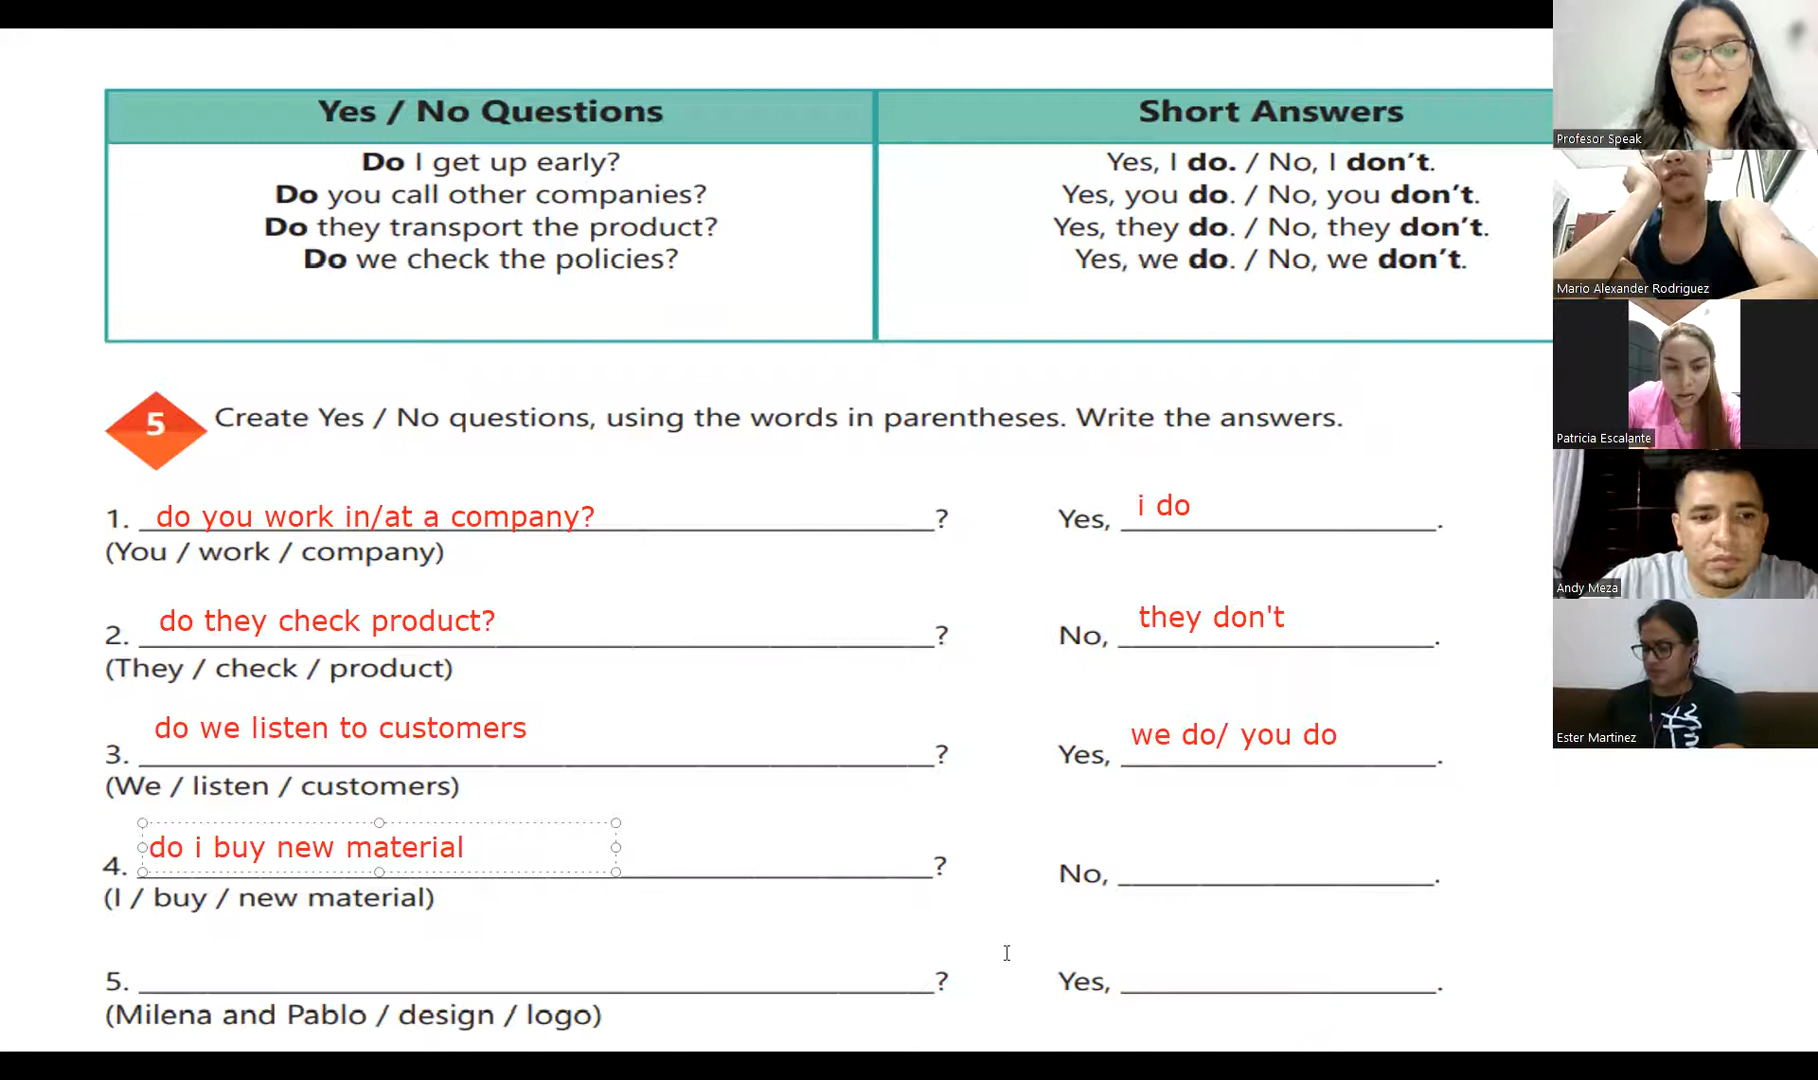 Yes / No Questions
Short Answers
Do I get up early?
Yes, I do. / No, I don't.
Do you call other companies?
Yes, you do. / No, you don't.
Do they transport the product?
Yes, they do. / No, they don't.
Do we check the policies?
Yes, we do. / No, we don't.
5 Create Yes / No questions, using the words in parentheses. Write the answers.
1. do you work in/at a company? ?
Yes, i do.
(You / work / company)
2. do they check product? ?
No, they don't.
(They / check / product)
3. do we listen to customers ?
Yes, we do/ you do.
(We / listen / customers)
4. do i buy new material ?
No, .
(I / buy / new material)
5. ?
Yes, .
(Milena and Pablo / design / logo)
Profesor Speak
Mario Alexander Rodriguez
Patricia Escalante
Andy Meza
Ester Martinez